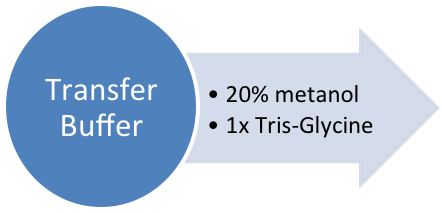 Transfer
Buffer
• 20% metanol
• 1x Tris-Glycine